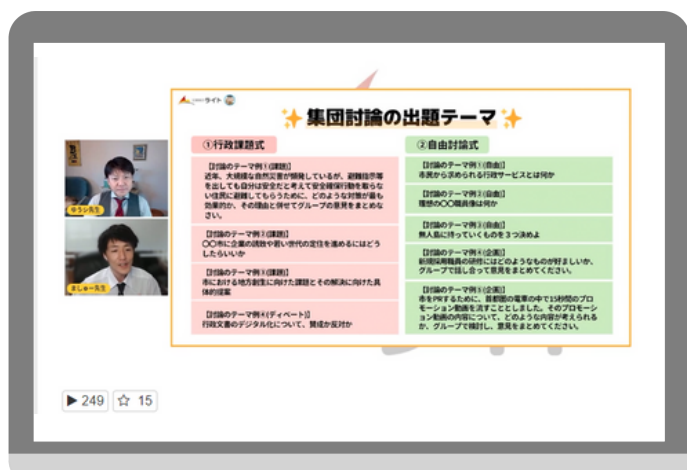 ライト
集団討論の出題テーマ
①行政課題式
【討論のテーマ例①(課題)】
近年、大規模な自然災害が頻発しているが、避難指示等
を出しても自分は安全だと考えて安全確保行動を取らな
い住民に避難してもらうために、どのような対策が最も
効果的か、その理由と併せてグループの意見をまとめな
さい。
【討論のテーマ例②(課題)】
〇〇市に企業の誘致や若い世代の定住を進めるにはどう
したらいいか
【討論のテーマ例③(課題)】
市における地方創生に向けた課題とその解決に向けた具
体的提案
【討論のテーマ例④(ディベート)】
行政文書のデジタル化について、賛成か反対か
②自由討論式
【討論のテーマ例①(自由)】
市民から求められる行政サービスとは何か
【討論のテーマ例②(自由)】
理想の〇〇職員像は何か
【討論のテーマ例③(自由)】
無人島に持っていくものを３つ決めよ
【討論のテーマ例④(企画)】
新規採用職員の研修にはどのようなものが好ましいか、
グループで話し合って意見をまとめてください。
【討論のテーマ例⑤(企画)】
市をPRするために、首都圏の電車の中で15秒間のプロ
モーション動画を流すこととしました。そのプロモーシ
ョン動画の内容について、どのような内容が考えられる
か、グループで検討し、意見をまとめてください。
ゆうシ先生
ましゅー先生
249
15